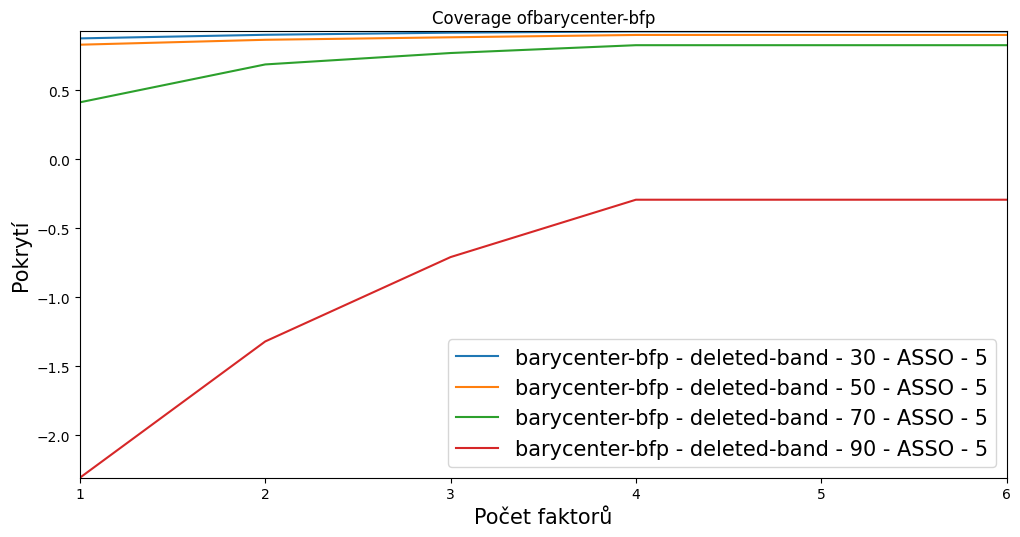 Coverage ofbarycenter-bfp
Pokrytí
0.5
0.0
−0.5
−1.0
−1.5
−2.0
barycenter-bfp - deleted-band - 30 - ASSO - 5
barycenter-bfp - deleted-band - 50 - ASSO - 5
barycenter-bfp - deleted-band - 70 - ASSO - 5
barycenter-bfp - deleted-band - 90 - ASSO - 5
1 2 3 4 5 6
Počet faktorů